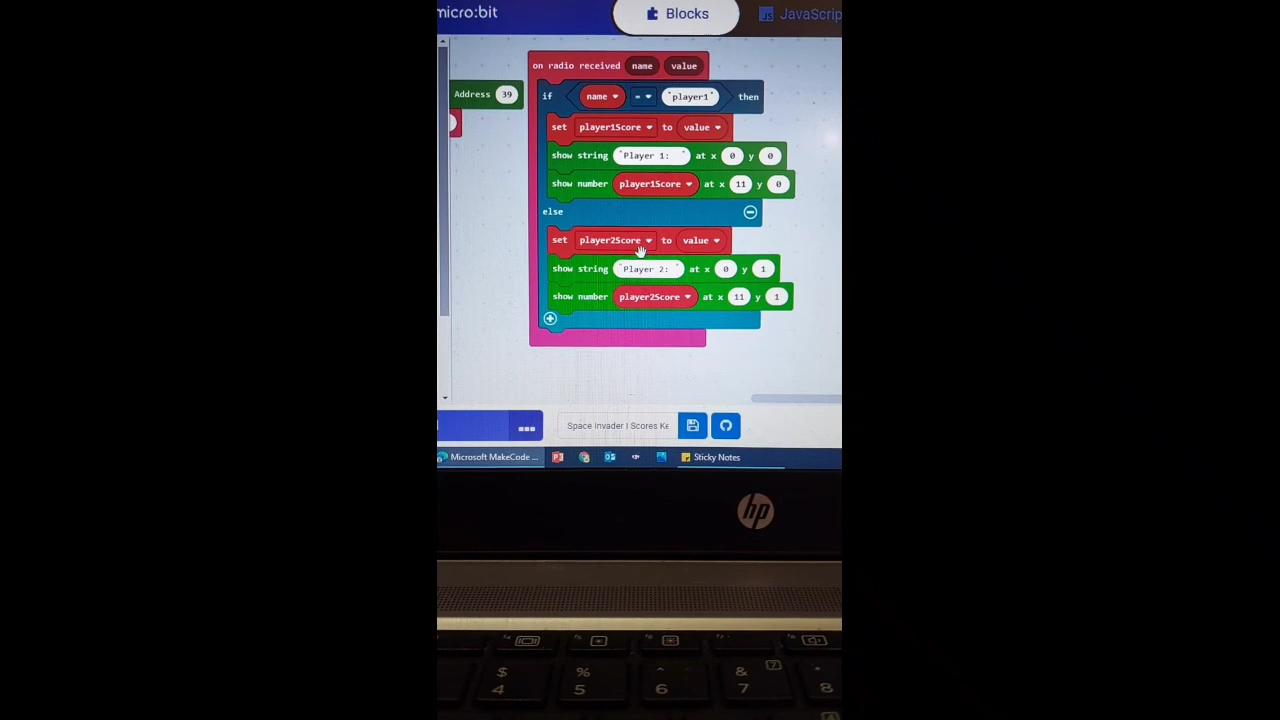 micro:bit Blocks JavaScrip
on radio received name value
Address 39
if name = "player1" then
set player1Score to value
show string "Player 1: " at x 0 y 0
show number player1Score at x 11 y 0
else
set player2Score to value
show string "Player 2: " at x 0 y 1
show number player2Score at x 11 y 1
Space Invader | Scores Ke
Microsoft MakeCode ... Sticky Notes
hp
$ % ^ & 7 *
4 5 6 7 8